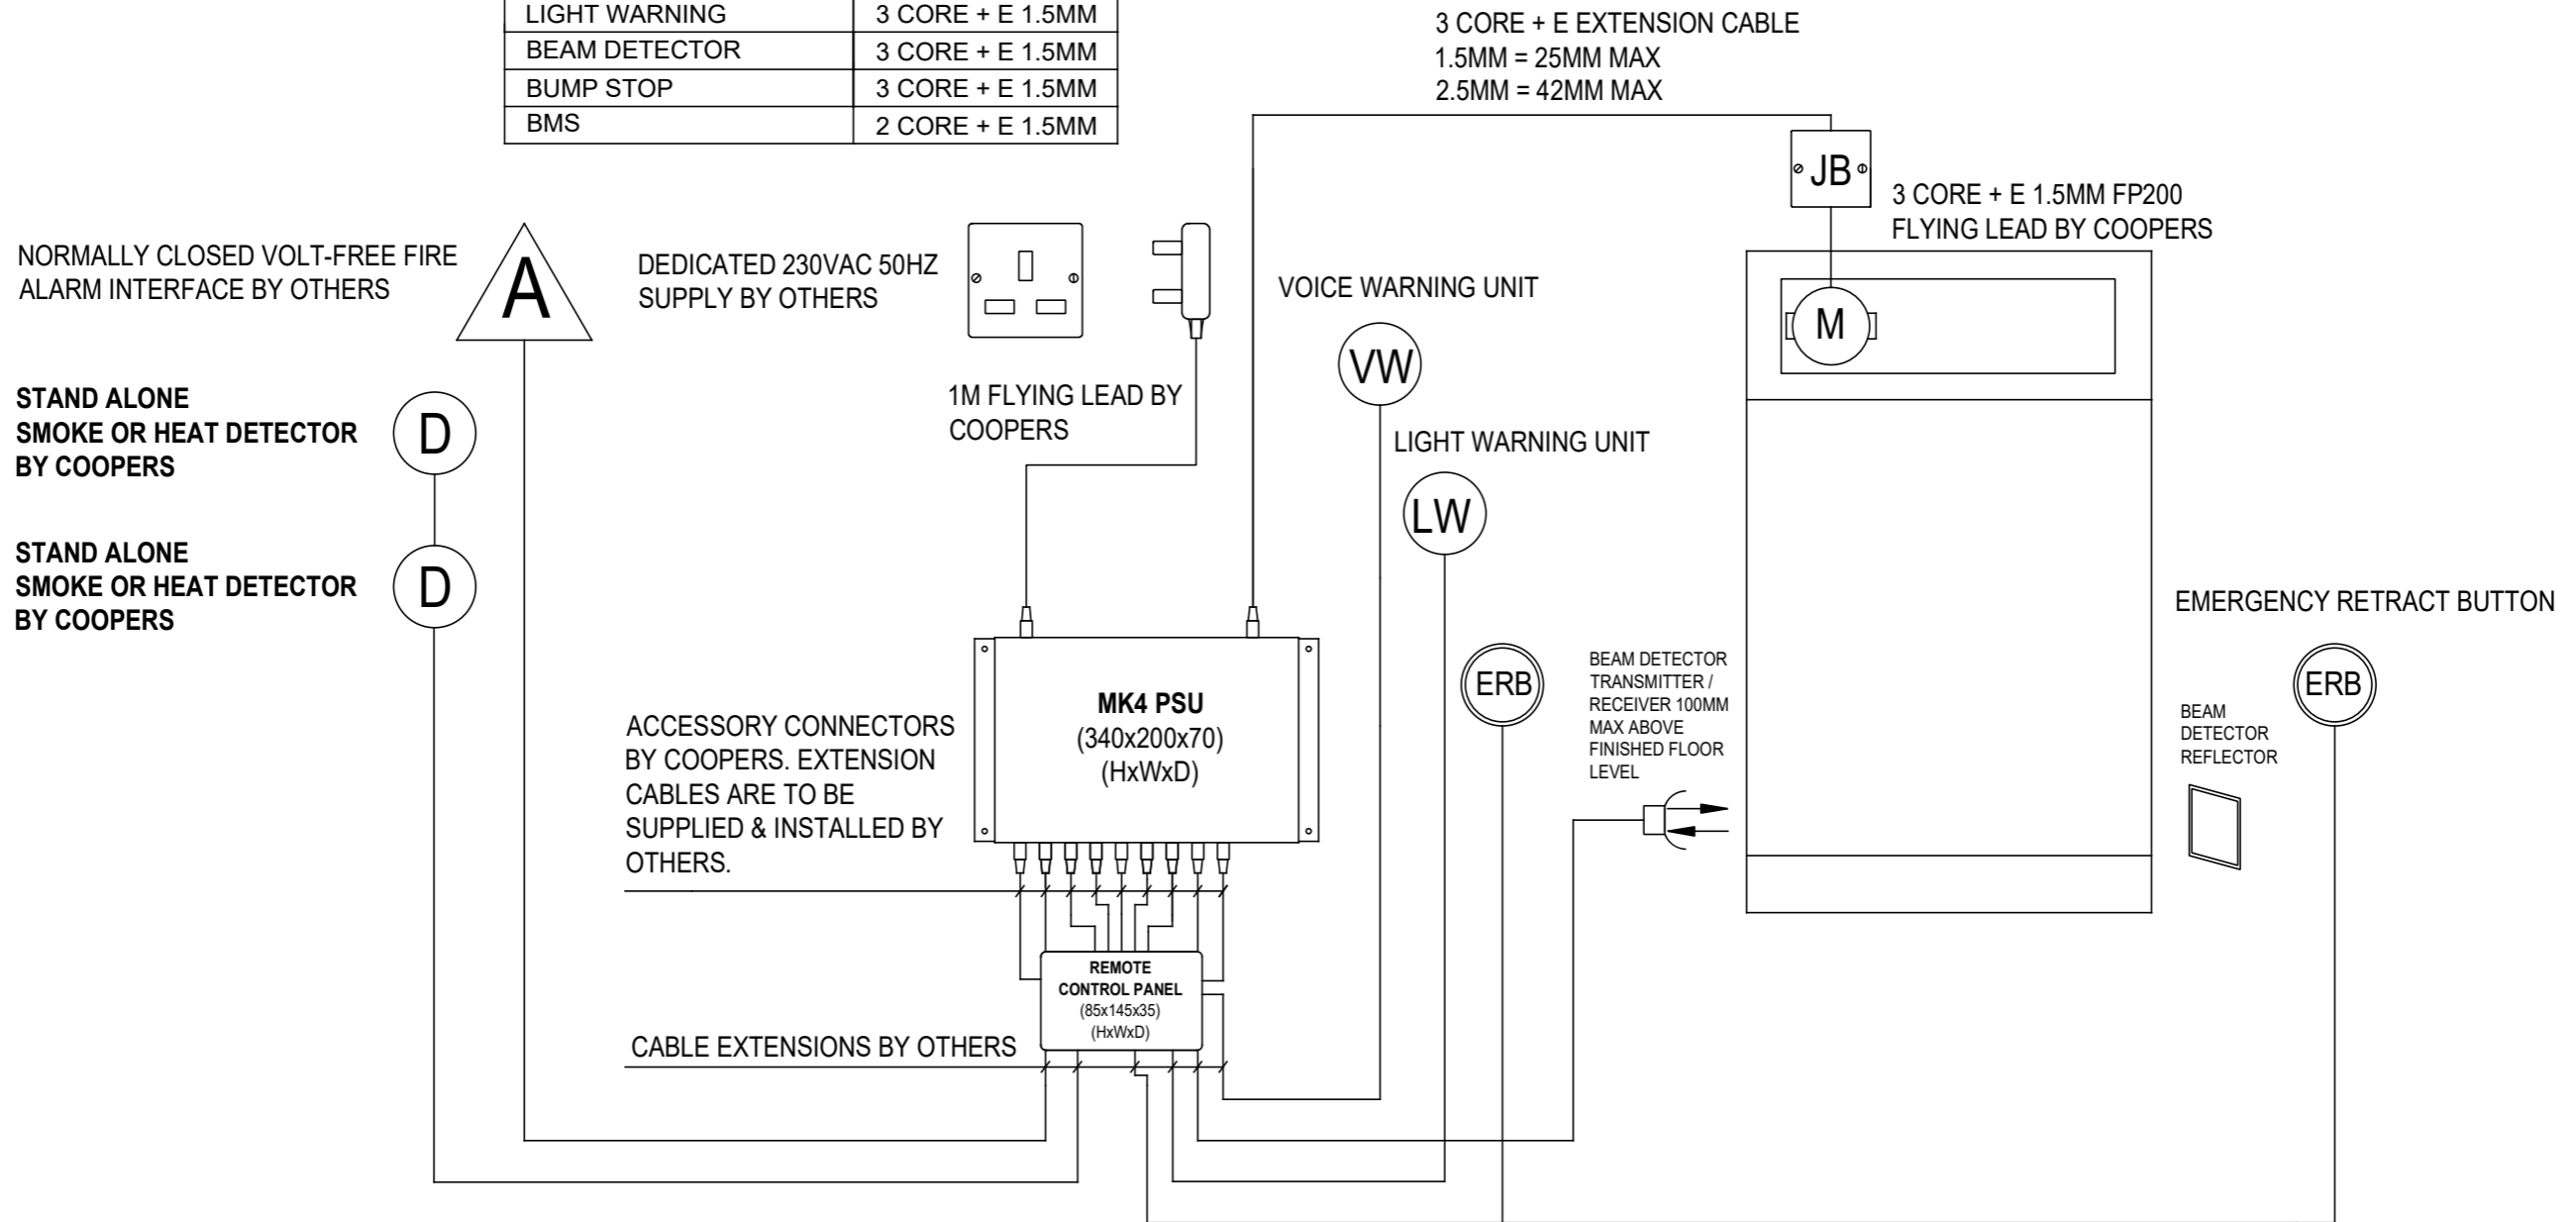 LIGHT WARNING 3 CORE + E 1.5MM
BEAM DETECTOR 3 CORE + E 1.5MM
BUMP STOP 3 CORE + E 1.5MM
BMS 2 CORE + E 1.5MM
3 CORE + E EXTENSION CABLE
1.5MM = 25MM MAX
2.5MM = 42MM MAX
JB
3 CORE + E 1.5MM FP200
FLYING LEAD BY COOPERS
NORMALLY CLOSED VOLT-FREE FIRE
ALARM INTERFACE BY OTHERS
A
DEDICATED 230VAC 50HZ
SUPPLY BY OTHERS
VOICE WARNING UNIT
VW
M
STAND ALONE
SMOKE OR HEAT DETECTOR
BY COOPERS
D
1M FLYING LEAD BY
COOPERS
LIGHT WARNING UNIT
LW
STAND ALONE
SMOKE OR HEAT DETECTOR
BY COOPERS
D
EMERGENCY RETRACT BUTTON
ERB
BEAM DETECTOR
TRANSMITTER /
RECEIVER 100MM
MAX ABOVE
FINISHED FLOOR
LEVEL
ERB
BEAM
DETECTOR
REFLECTOR
MK4 PSU
(340x200x70)
(HxWxD)
ACCESSORY CONNECTORS
BY COOPERS. EXTENSION
CABLES ARE TO BE
SUPPLIED & INSTALLED BY
OTHERS.
REMOTE
CONTROL PANEL
(85x145x35)
(HxWxD)
CABLE EXTENSIONS BY OTHERS